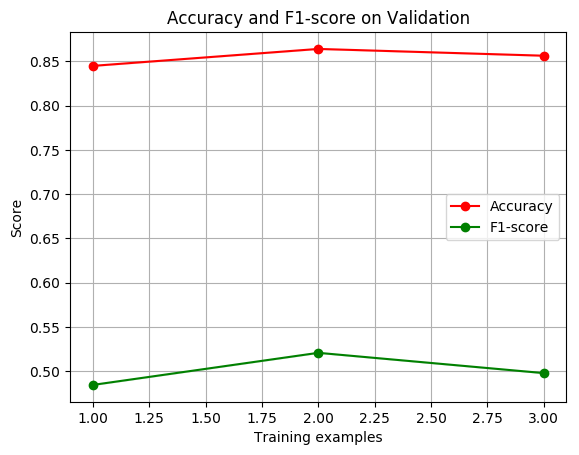 Accuracy and F1-score on Validation
0.85
0.80
0.75
0.70
0.65
0.60
0.55
0.50
Score
Accuracy
F1-score
1.00 1.25 1.50 1.75 2.00 2.25 2.50 2.75 3.00
Training examples